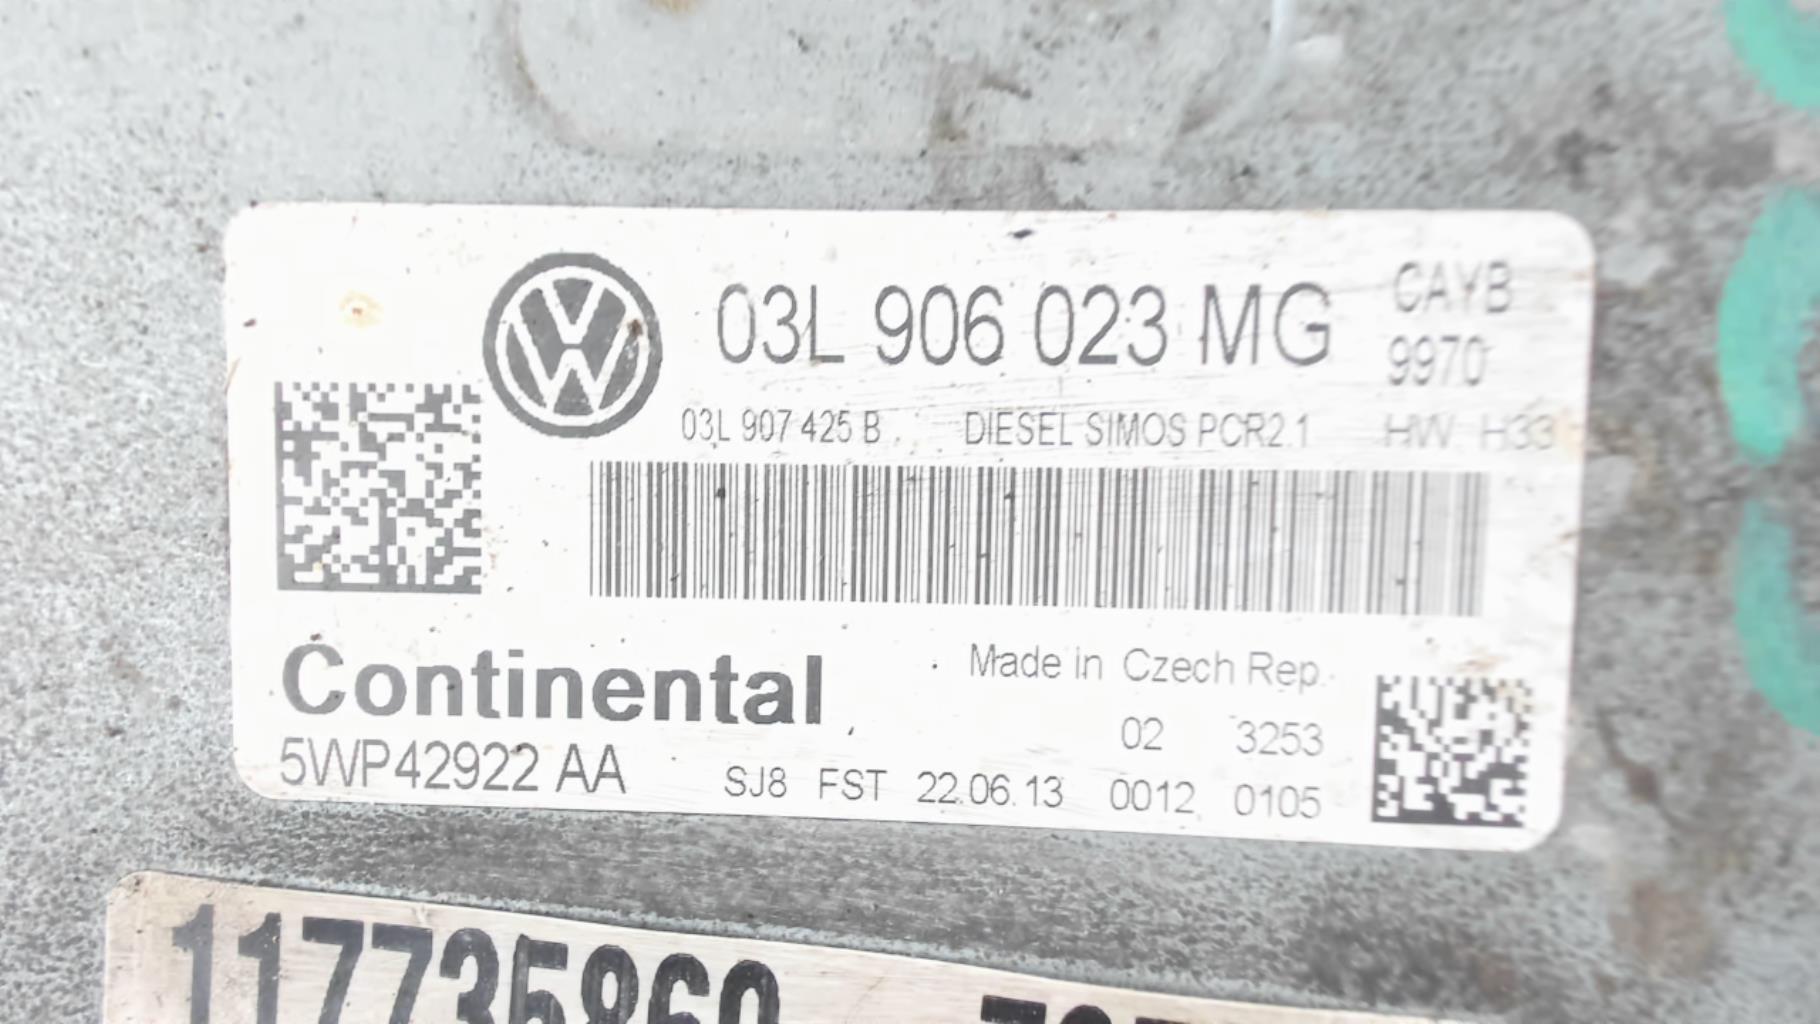 03L 906 023 MG CAYB
9970
03L 907 425 B DIESEL SIMOS PCR2.1 HW H33
Continental
Made in Czech Rep.
02 3253
5WP42922 AA SJ8 FST 22.06.13 0012 0105
117735860